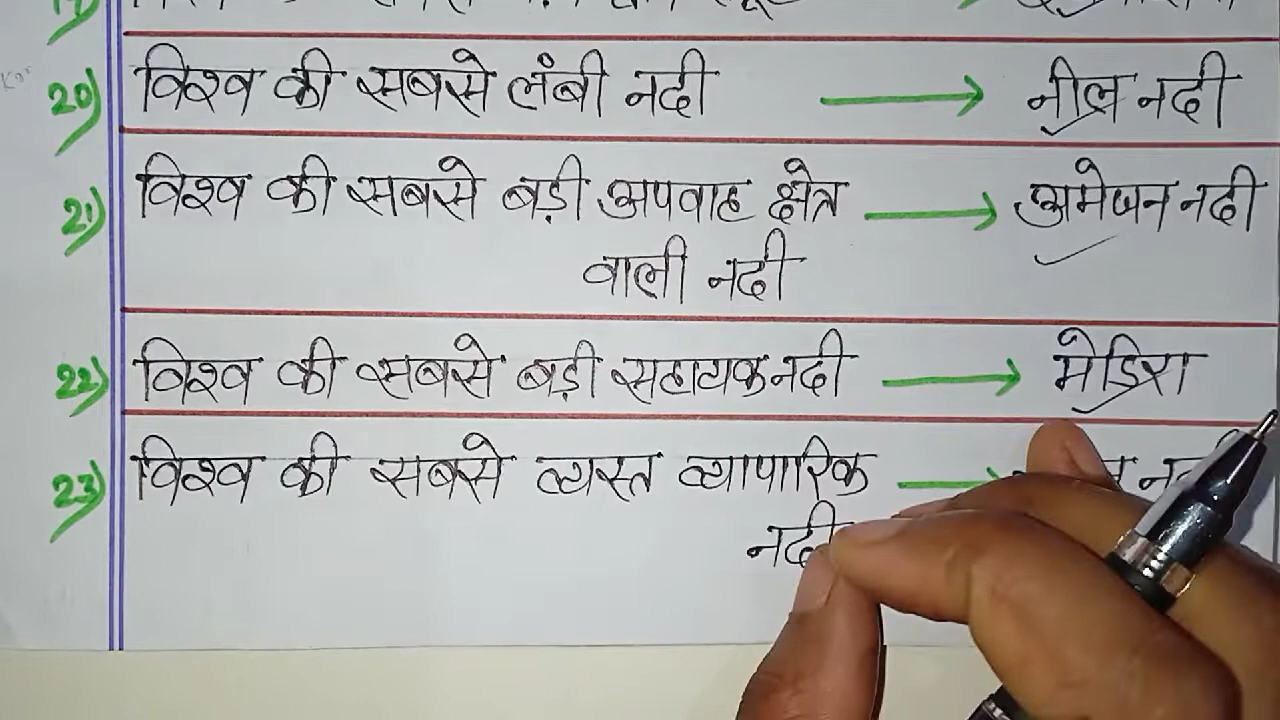 20) विश्व की सबसे लंबी नदी → नील नदी
21) विश्व की सबसे बड़ी अपवाह क्षेत्र → अमेजन नदी
वाली नदी
22) विश्व की सबसे बड़ी सहायक नदी → मेडिरा
23) विश्व की सबसे व्यस्त व्यापारिक →
नदी